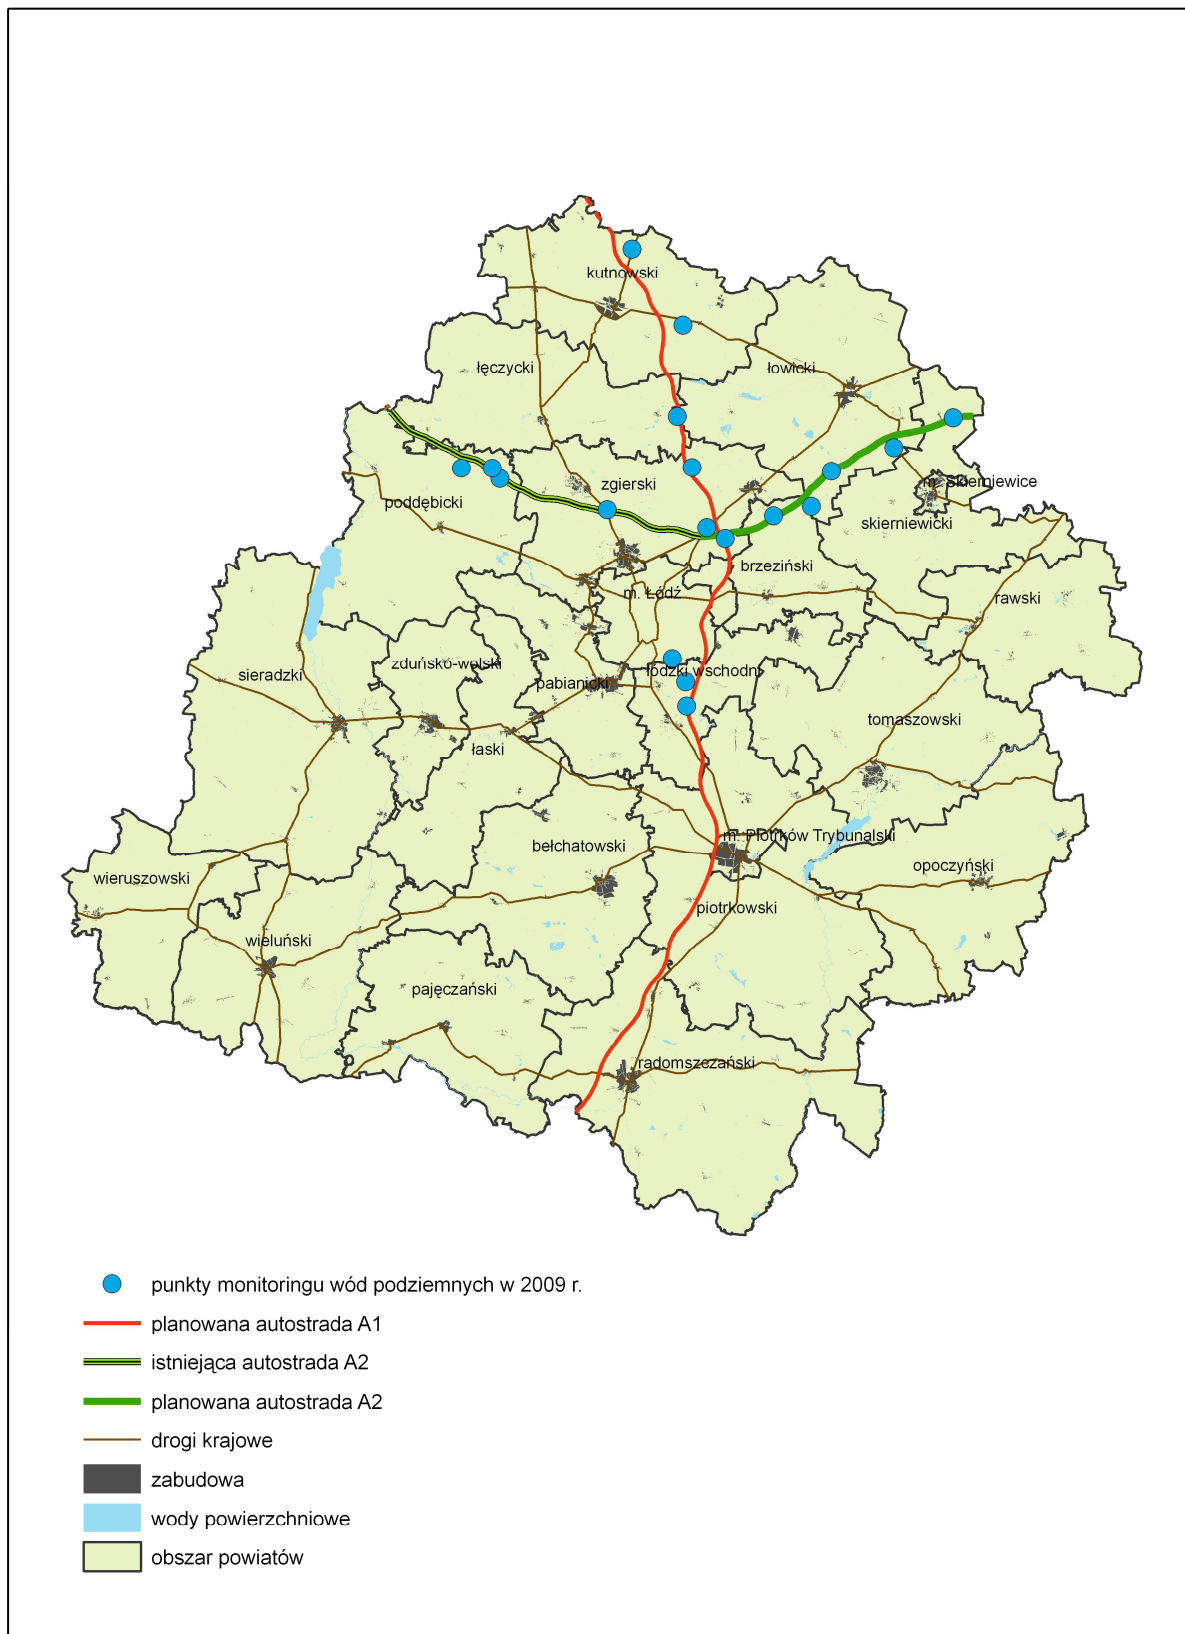 kutnowski
łęczycki
łowicki
zgierski
m. Skierniewice
poddębicki
skierniewicki
brzeziński
m. Łódź
rawski
zduńsko-wolski
łódzki wschodni
sieradzki
pabianicki
tomaszowski
łaski
m. Piotrków Trybunalski
bełchatowski
opoczyński
wieruszowski
piotrkowski
wieluński
pajęczański
radomszczański
punkty monitoringu wód podziemnych w 2009 r.
planowana autostrada A1
istniejąca autostrada A2
planowana autostrada A2
drogi krajowe
zabudowa
wody powierzchniowe
obszar powiatów